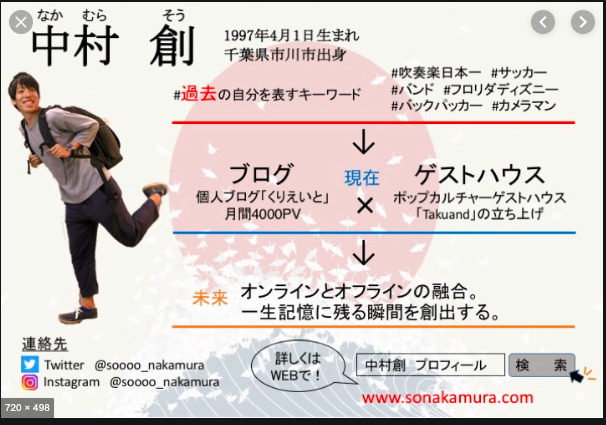 なか むら そう
中村 創
1997年4月1日生まれ
千葉県市川市出身
#過去の自分を表すキーワード
#吹奏楽日本一 #サッカー
#バンド #フロリダディズニー
#バックパッカー #カメラマン
ブログ
個人ブログ「くりえいと」
月間4000PV
現在
×
ゲストハウス
ポップカルチャーゲストハウス
「Takuand」の立ち上げ
未来
オンラインとオフラインの融合。
一生記憶に残る瞬間を創出する。
連絡先
Twitter @soooo_nakamura
Instagram @soooo_nakamura
詳しくは
WEBで！
中村創 プロフィール
検 索
www.sonakamura.com
720 × 498